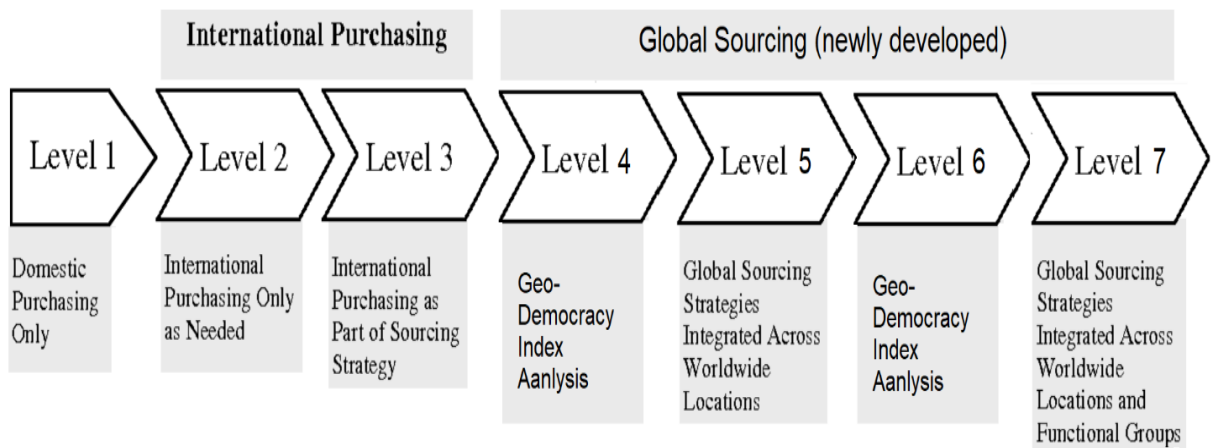 International Purchasing
Global Sourcing (newly developed)
Level 1
Level 2
Level 3
Level 4
Level 5
Level 6
Level 7
Domestic
Purchasing
Only
International
Purchasing Only
as Needed
International
Purchasing as
Part of Sourcing
Strategy
Geo-
Democracy
Index
Aanlysis
Global Sourcing
Strategies
Integrated Across
Worldwide
Locations
Geo-
Democracy
Index
Aanlysis
Global Sourcing
Strategies
Integrated Across
Worldwide
Locations and
Functional Groups